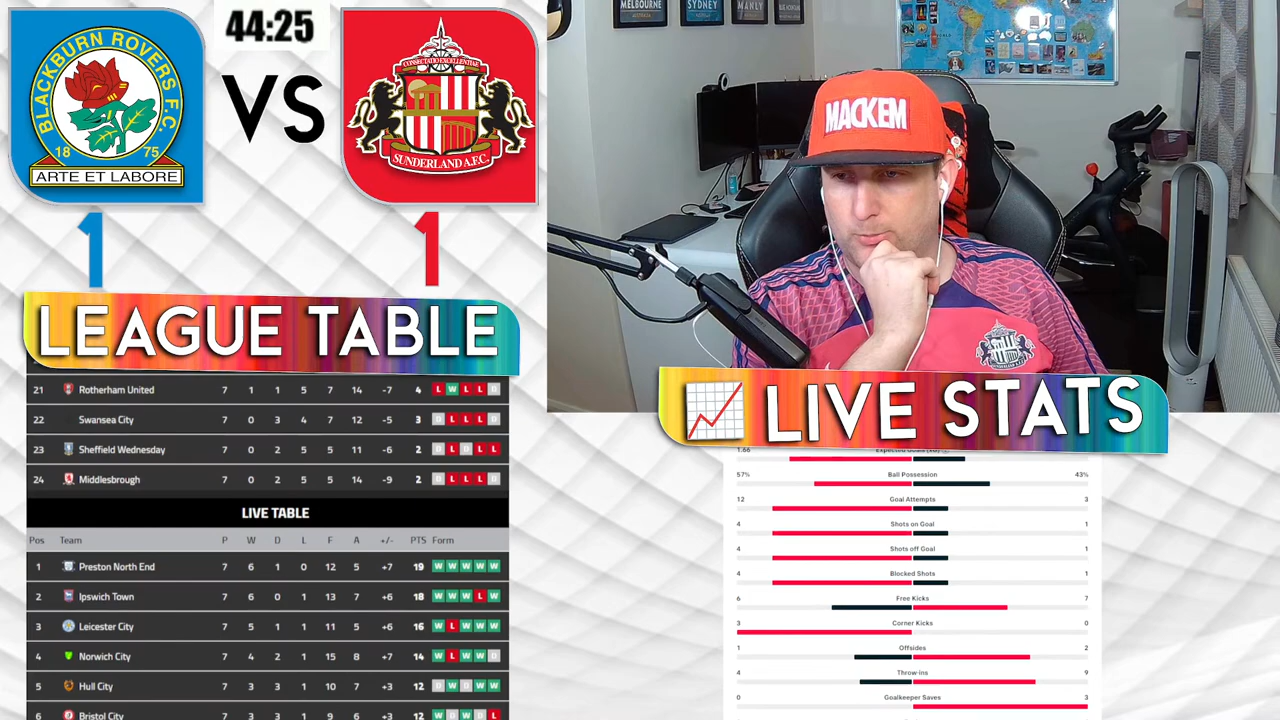 BLACKBURN ROVERS F.C.
18 75
ARTE ET LABORE
44:25
VS
CONSECTATIO EXCELLENTIAE
SUNDERLAND A.F.C.
1 1
MELBOURNE
AUSTRALIA
SYDNEY
MANLY
BLUE MOUNTAINS
MACKEM
SUNDERLAND
LEAGUE TABLE
21 Rotherham United 7 1 1 5 7 14 -7 4 L W L L D
22 Swansea City 7 0 3 4 7 12 -5 3 D L L L D
23 Sheffield Wednesday 7 0 2 5 5 11 -6 2 D L D L L
24 Middlesbrough 7 0 2 5 5 14 -9 2 D L L L D
LIVE TABLE
Pos Team P W D L F A +/- PTS Form
1 Preston North End 7 6 1 0 12 5 +7 19 W W W W W
2 Ipswich Town 7 6 0 1 13 7 +6 18 W W W L W
3 Leicester City 7 5 1 1 11 5 +6 16 W L W W W
4 Norwich City 7 4 2 1 15 8 +7 14 W L W W D
5 Hull City 7 3 3 1 10 7 +3 12 D W D W W
6 Bristol City 7 3 3 1 9 6 +3 12 W D W D L
LIVE STATS
1.66 Expected Goals (xG)
57% Ball Possession 43%
12 Goal Attempts 3
4 Shots on Goal 1
4 Shots off Goal 1
4 Blocked Shots 1
6 Free Kicks 7
3 Corner Kicks 0
1 Offsides 2
4 Throw-ins 9
0 Goalkeeper Saves 3